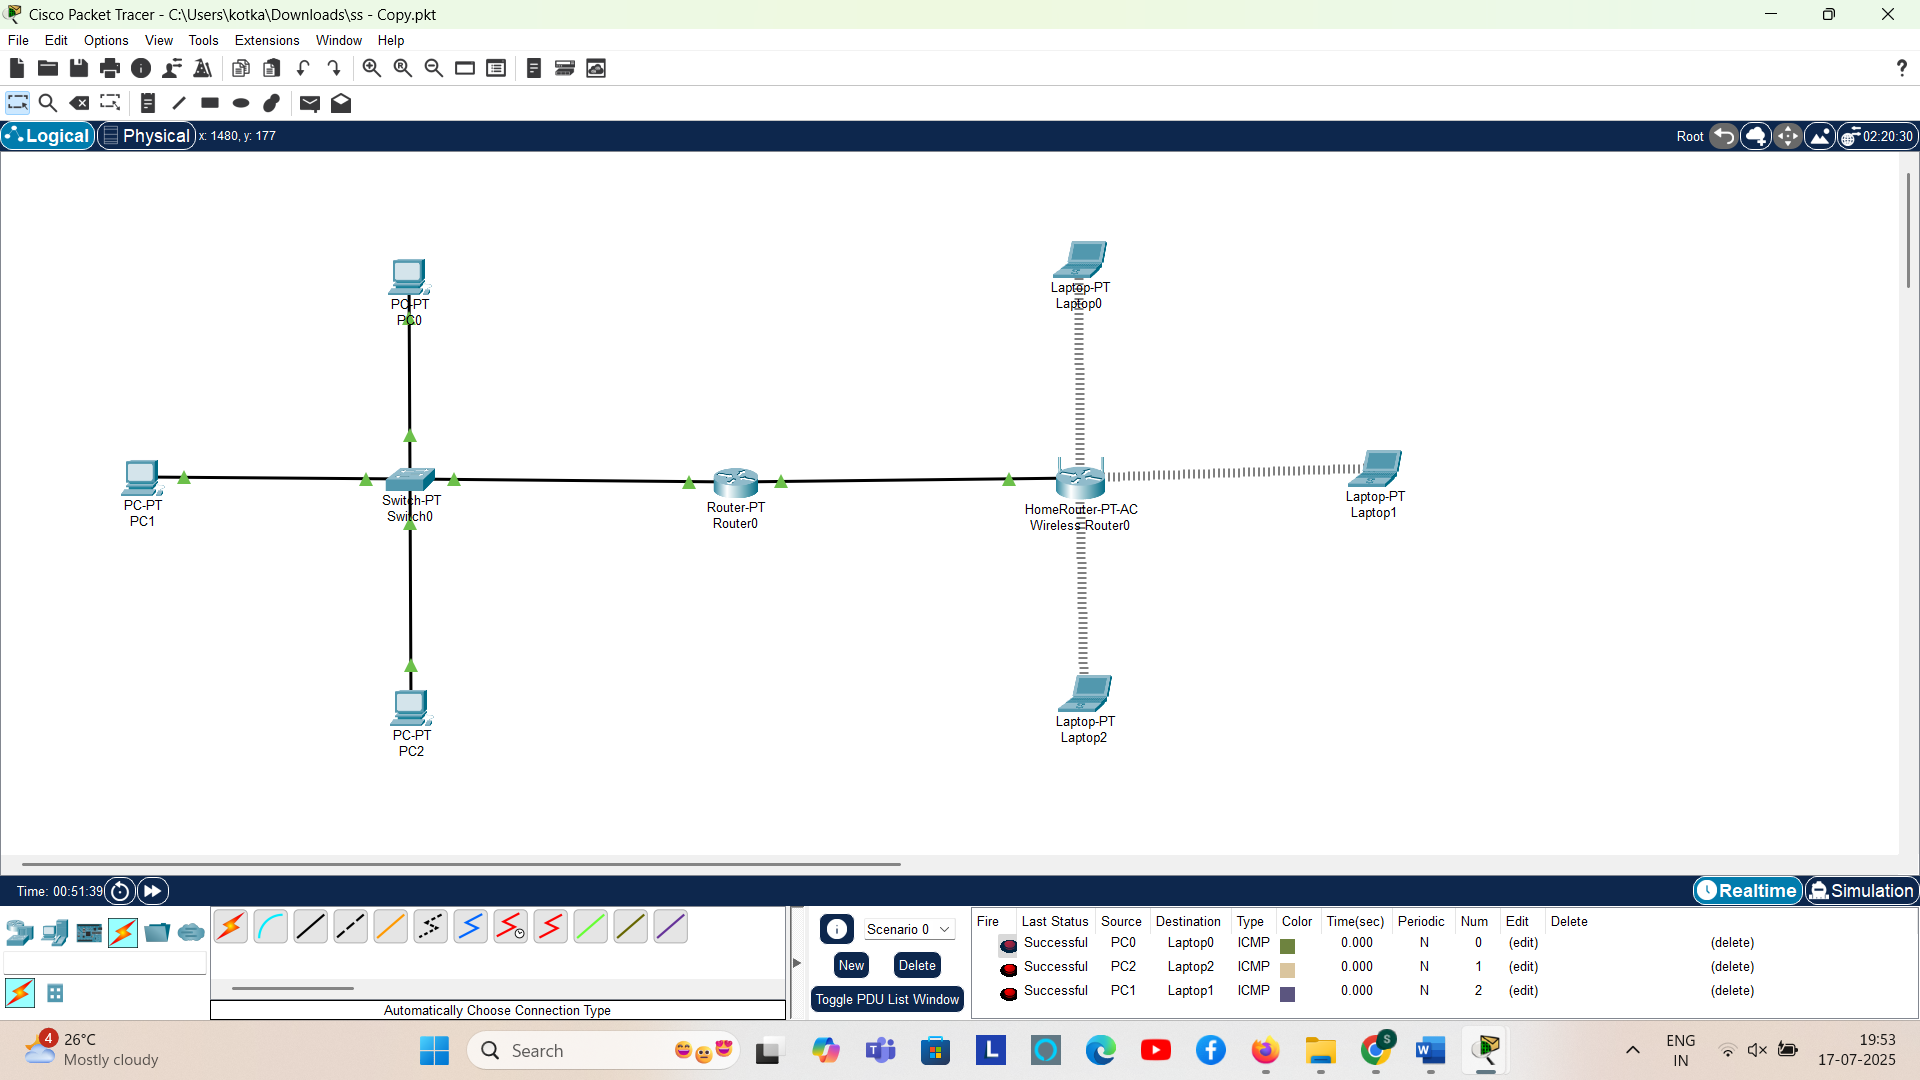 Cisco Packet Tracer - C:\Users\kotka\Downloads\ss - Copy.pkt
File Edit Options View Tools Extensions Window Help
?
Logical Physical x: 1480, y: 177
Root 02:20:30
PC-PT
PC0
Laptop-PT
Laptop0
PC-PT
PC1
Switch-PT
Switch0
Router-PT
Router0
HomeRouter-PT-AC
Wireless Router0
Laptop-PT
Laptop1
PC-PT
PC2
Laptop-PT
Laptop2
Time: 00:51:39
Realtime Simulation
Automatically Choose Connection Type
Scenario 0
New Delete
Toggle PDU List Window
Fire Last Status Source Destination Type Color Time(sec) Periodic Num Edit Delete
Successful PC0 Laptop0 ICMP 0.000 N 0 (edit) (delete)
Successful PC2 Laptop2 ICMP 0.000 N 1 (edit) (delete)
Successful PC1 Laptop1 ICMP 0.000 N 2 (edit) (delete)
4
26°C
Mostly cloudy
Search
L
S
W
ENG
IN
19:53
17-07-2025